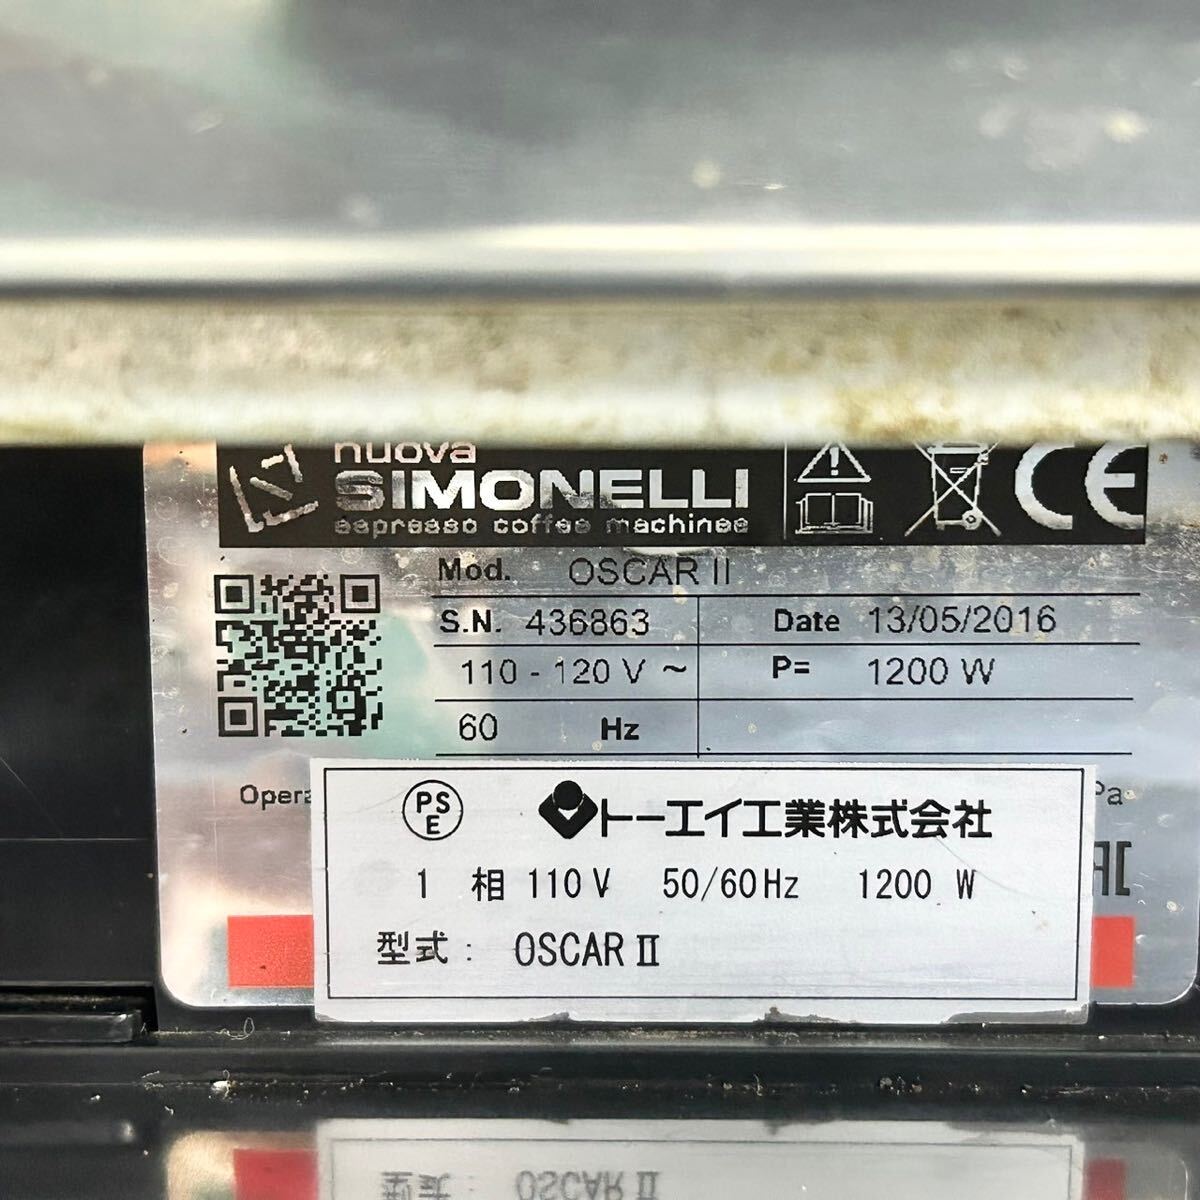 nuova
SIMONELLI
espresso coffee machines
CE
Mod. OSCAR II
S.N. 436863 Date 13/05/2016
110 - 120 V ~ P= 1200 W
60 Hz
Pa
PSE トーエイ工業株式会社
1 相 110V 50/60Hz 1200 W
型式: OSCAR Ⅱ